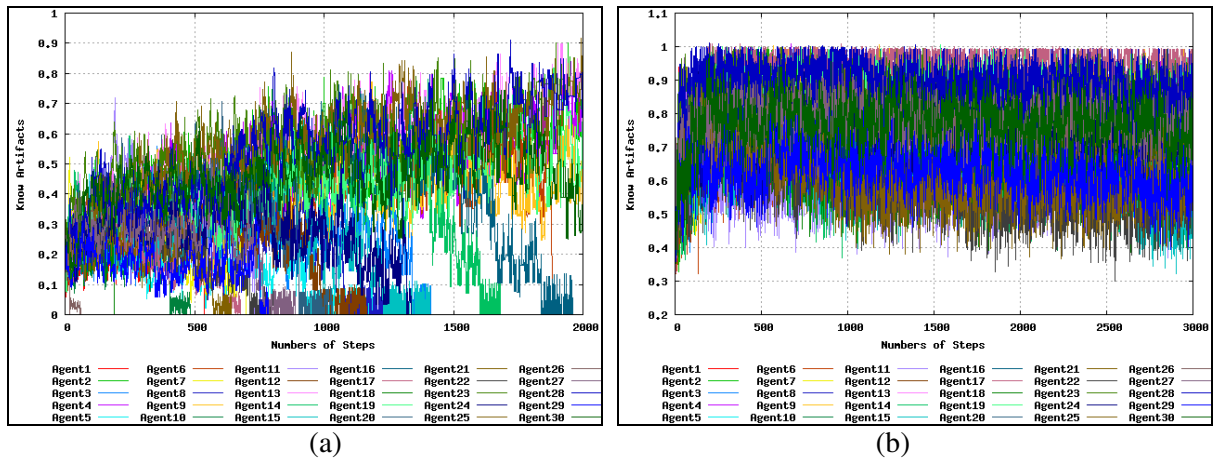 1
0.9
0.8
0.7
0.6
0.5
0.4
0.3
0.2
0.1
0
Know Artifacts
0 500 1000 1500 2000
Numbers of Steps
Agent1 Agent6 Agent11 Agent16 Agent21 Agent26
Agent2 Agent7 Agent12 Agent17 Agent22 Agent27
Agent3 Agent8 Agent13 Agent18 Agent23 Agent28
Agent4 Agent9 Agent14 Agent19 Agent24 Agent29
Agent5 Agent10 Agent15 Agent20 Agent25 Agent30
(a)
1.1
1
0.9
0.8
0.7
0.6
0.5
0.4
0.3
0.2
Know Artifacts
0 500 1000 1500 2000 2500 3000
Numbers of Steps
Agent1 Agent6 Agent11 Agent16 Agent21 Agent26
Agent2 Agent7 Agent12 Agent17 Agent22 Agent27
Agent3 Agent8 Agent13 Agent18 Agent23 Agent28
Agent4 Agent9 Agent14 Agent19 Agent24 Agent29
Agent5 Agent10 Agent15 Agent20 Agent25 Agent30
(b)